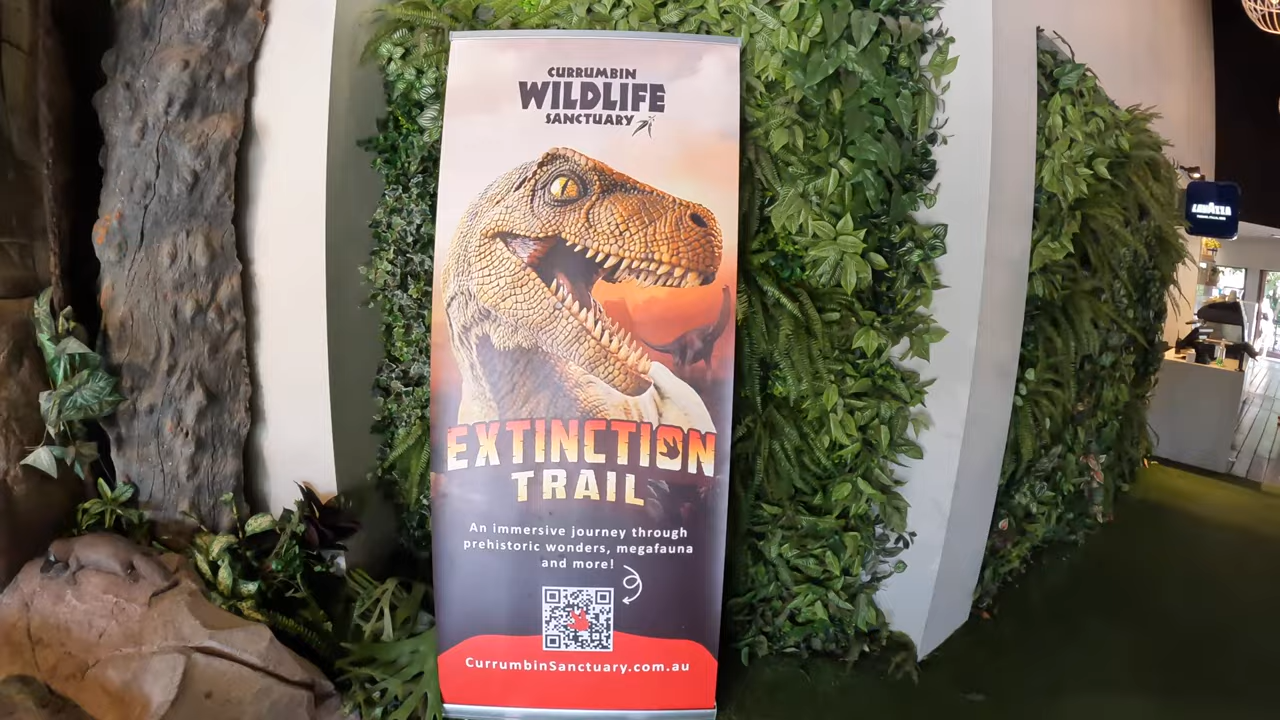 CURRUMBIN
WILDLIFE
SANCTUARY
EXTINCTION
TRAIL
An immersive journey through
prehistoric wonders, megafauna
and more!
CurrumbinSanctuary.com.au
LAVAZZA